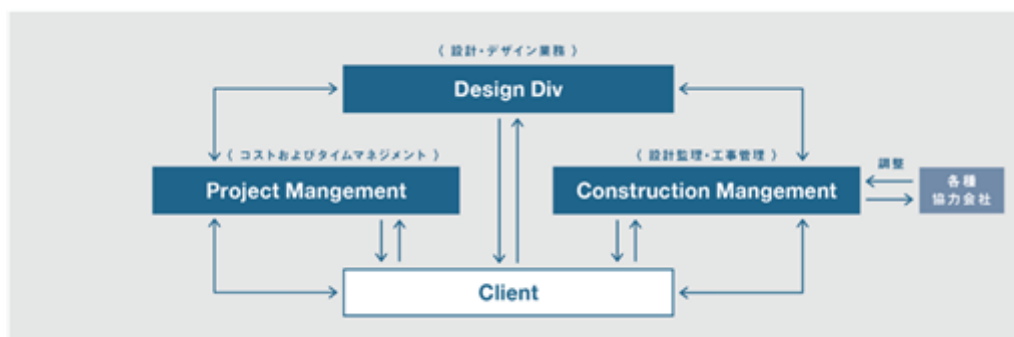 〈 設計・デザイン業務 〉
Design Div
〈 コストおよびタイムマネジメント 〉
Project Mangement
〈 設計監理・工事管理 〉
Construction Mangement
調整
各種
協力会社
Client